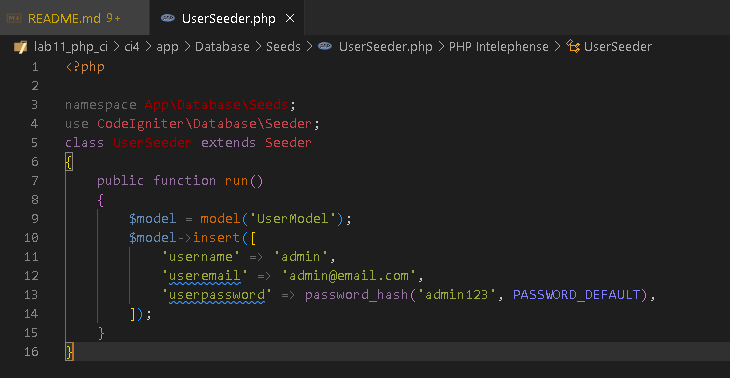 README.md 9+ UserSeeder.php ×
lab11_php_ci > ci4 > app > Database > Seeds > UserSeeder.php > PHP Intelephense > UserSeeder
1 <?php
2
3 namespace App\Database\Seeds;
4 use CodeIgniter\Database\Seeder;
5 class UserSeeder extends Seeder
6 {
7     public function run()
8     {
9         $model = model('UserModel');
10         $model->insert([
11             'username' => 'admin',
12             'useremail' => 'admin@email.com',
13             'userpassword' => password_hash('admin123', PASSWORD_DEFAULT),
14         ]);
15     }
16 }